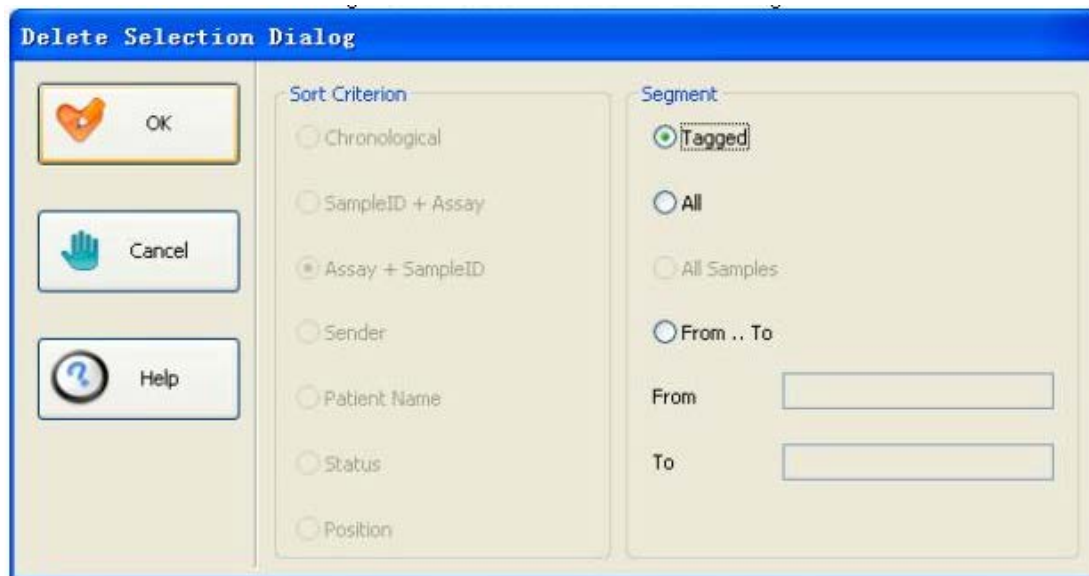 Delete Selection Dialog
OK
Cancel
Help
Sort Criterion
Chronological
SampleID + Assay
Assay + SampleID
Sender
Patient Name
Status
Position
Segment
Tagged
All
All Samples
From .. To
From
To